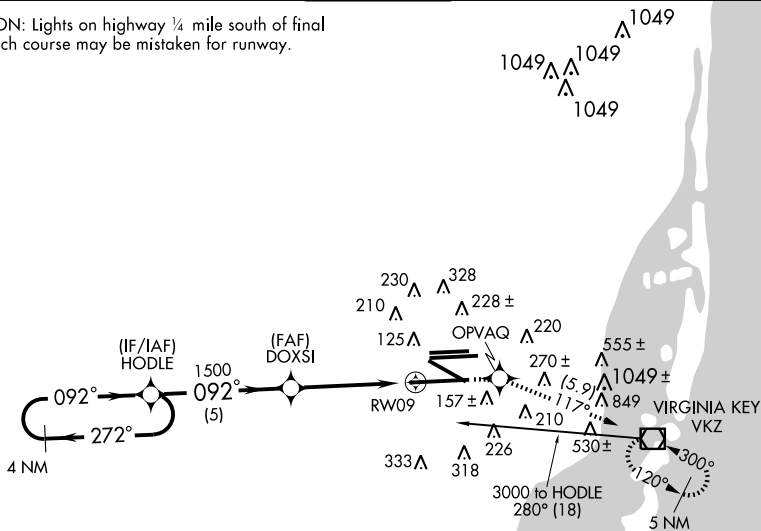 ON: Lights on highway ¼ mile south of final
ch course may be mistaken for runway.
1049
1049
1049
1049
230
328
210
228 ±
125
OPVAQ
220
(IF/IAF)
HODLE
(FAF)
DOXSI
555 ±
270 ±
(5.9)
1049 ±
1500
092°
092°
(5)
RW09
157 ±
117°
849
VIRGINIA KEY
VKZ
210
272°
226
530 ±
4 NM
333
318
300°
120°
3000 to HODLE
280° (18)
5 NM